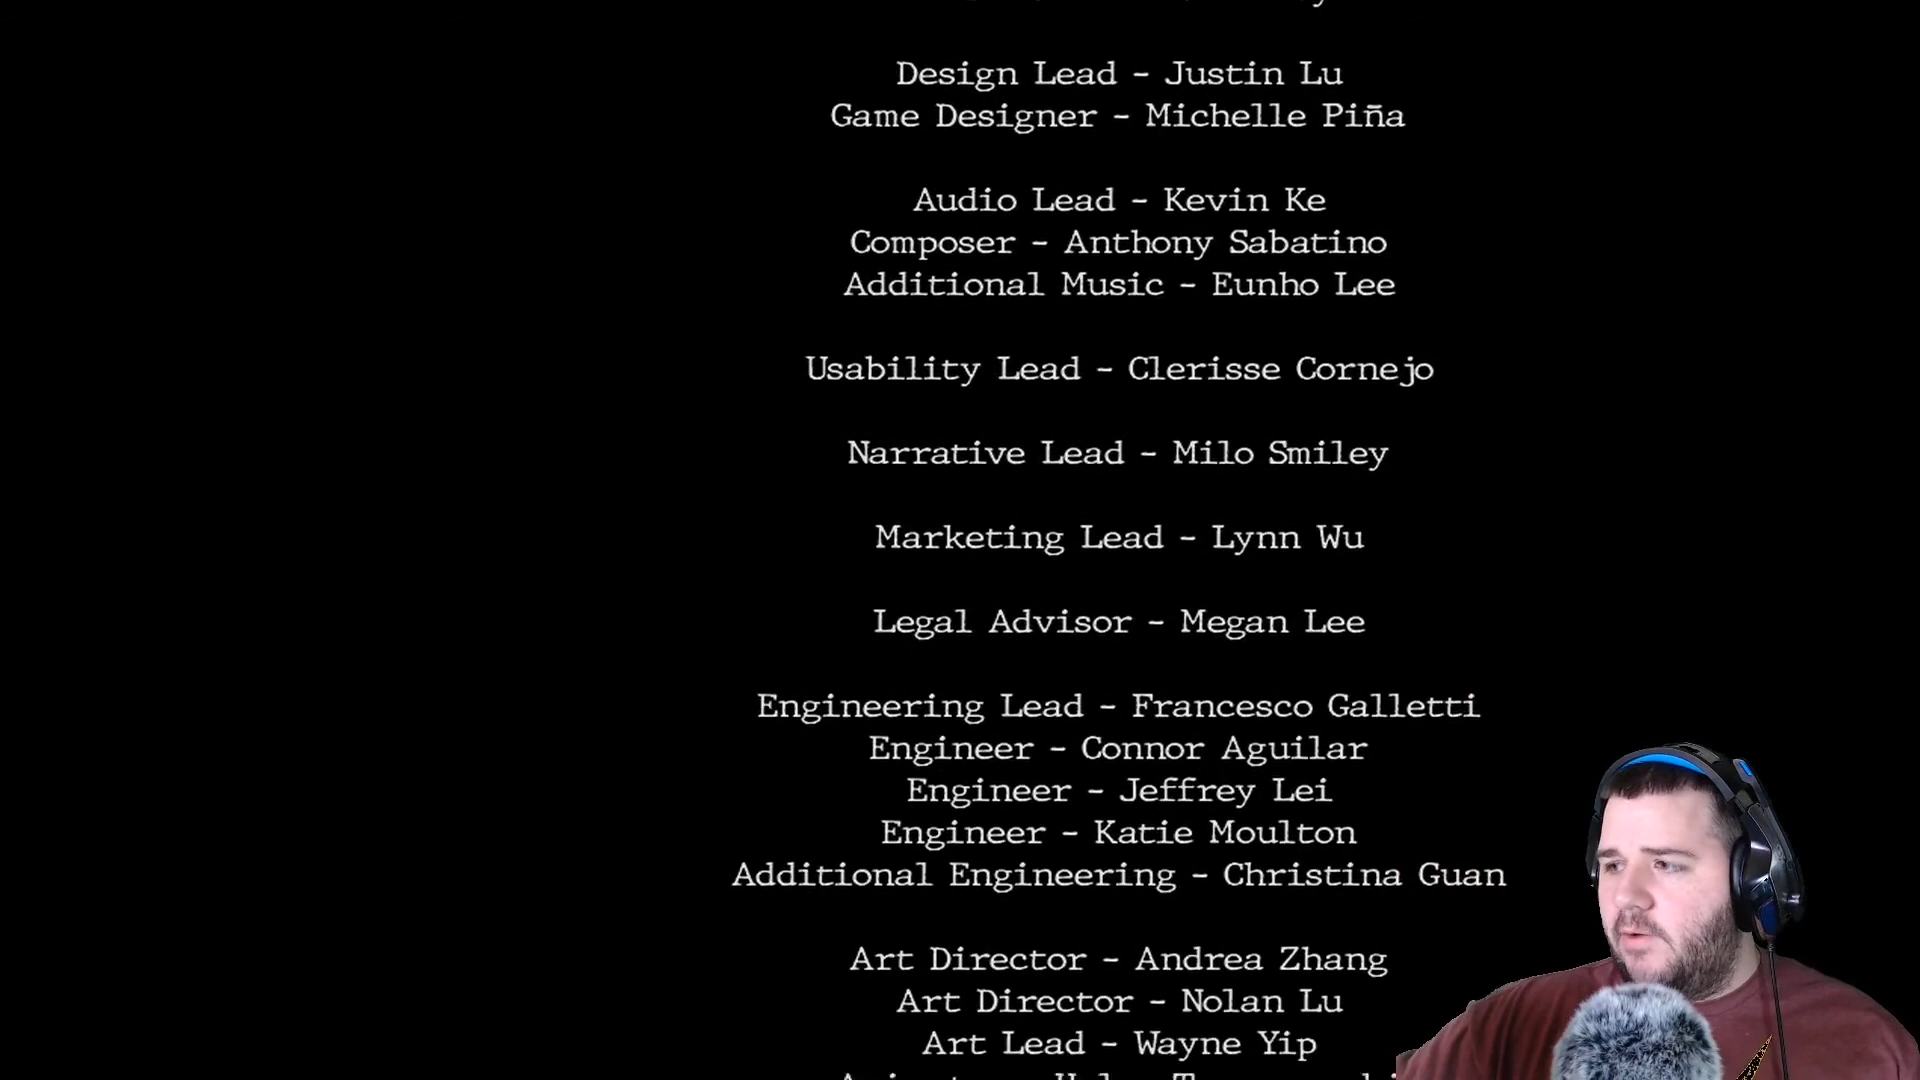 Design Lead - Justin Lu
Game Designer - Michelle Piña
Audio Lead - Kevin Ke
Composer - Anthony Sabatino
Additional Music - Eunho Lee
Usability Lead - Clerisse Cornejo
Narrative Lead - Milo Smiley
Marketing Lead - Lynn Wu
Legal Advisor - Megan Lee
Engineering Lead - Francesco Galletti
Engineer - Connor Aguilar
Engineer - Jeffrey Lei
Engineer - Katie Moulton
Additional Engineering - Christina Guan
Art Director - Andrea Zhang
Art Director - Nolan Lu
Art Lead - Wayne Yip